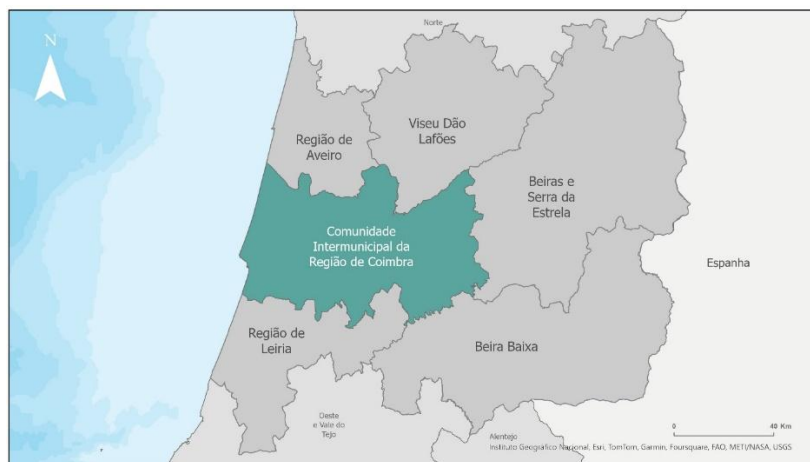 N
Norte
Região de
Aveiro
Viseu Dão
Lafões
Beiras e
Serra da
Estrela
Comunidade
Intermunicipal da
Região de Coimbra
Espanha
Região de
Leiria
Beira Baixa
Oeste
e Vale do
Tejo
Alentejo
0 40 Km
Instituto Geográfico Nacional, Esri, TomTom, Garmin, Foursquare, FAO, METI/NASA, USGS